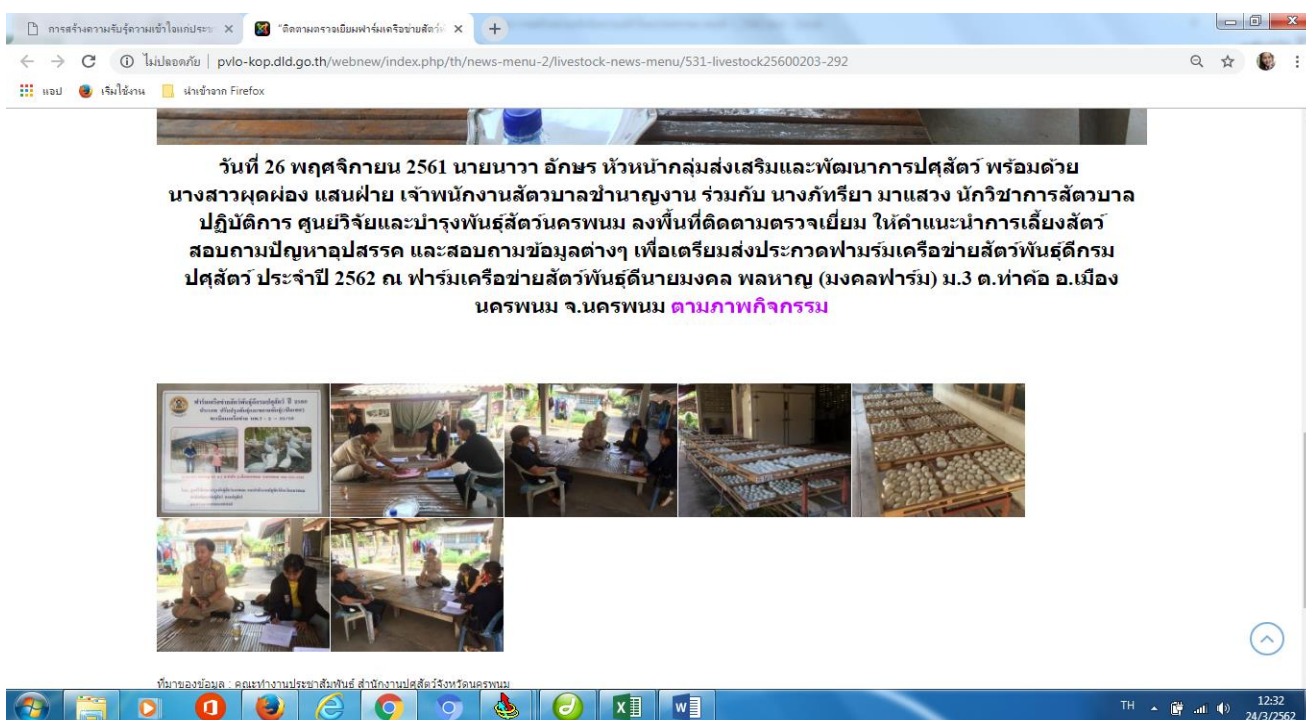 การสร้างความรับรู้ความเข้าใจแก่ประชา
"ติดตามตรวจเยี่ยมฟาร์มเครือข่ายสัตว์พั
ไม่ปลอดภัย | pvlo-kop.dld.go.th/webnew/index.php/th/news-menu-2/livestock-news-menu/531-livestock25600203-292
แอป เริ่มใช้งาน นำเข้าจาก Firefox
วันที่ 26 พฤศจิกายน 2561 นายนาวา อักษร หัวหน้ากลุ่มส่งเสริมและพัฒนาการปศุสัตว์ พร้อมด้วย
นางสาวผุดผ่อง แสนฝ่าย เจ้าพนักงานสัตวบาลชำนาญงาน ร่วมกับ นางภัทรียา มาแสวง นักวิชาการสัตวบาล
ปฏิบัติการ ศูนย์วิจัยและบำรุงพันธุ์สัตว์นครพนม ลงพื้นที่ติดตามตรวจเยี่ยม ให้คำแนะนำการเลี้ยงสัตว์
สอบถามปัญหาอุปสรรค และสอบถามข้อมูลต่างๆ เพื่อเตรียมส่งประกวดฟามร์มเครือข่ายสัตว์พันธุ์ดีกรม
ปศุสัตว์ ประจำปี 2562 ณ ฟาร์มเครือข่ายสัตว์พันธุ์ดีนายมงคล พลหาญ (มงคลฟาร์ม) ม.3 ต.ท่าค้อ อ.เมือง
นครพนม จ.นครพนม ตามภาพกิจกรรม
ที่มาของข้อมูล : คณะทำงานประชาสัมพันธ์ สำนักงานปศุสัตว์จังหวัดนครพนม
TH
12:32
24/3/2562